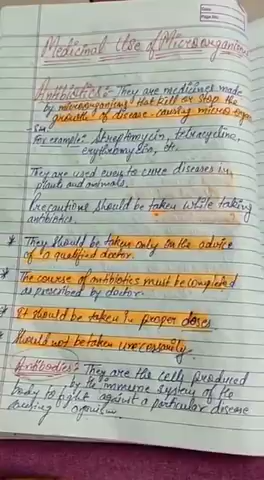 Date:
Page No.:
Medicinal Use of Microorganisms
Antibiotics:- They are medicines made
by microorganisms that kill or stop the
growth of disease-causing micro
For example: Streptomycin, tetracycline,
erythromycin, etc.
They are used even to cure diseases in
plants and animals.
Precautions should be taken while taking
antibiotics.
* They should be taken only on the advice
of a qualified doctor.
* The course of antibiotics must be completed
as prescribed by doctor.
* It should be taken in proper doses
* Should not be taken unnecessarily.
Antibodies:- They are the cells produced
by the immune system of the
body to fight against a particular disease